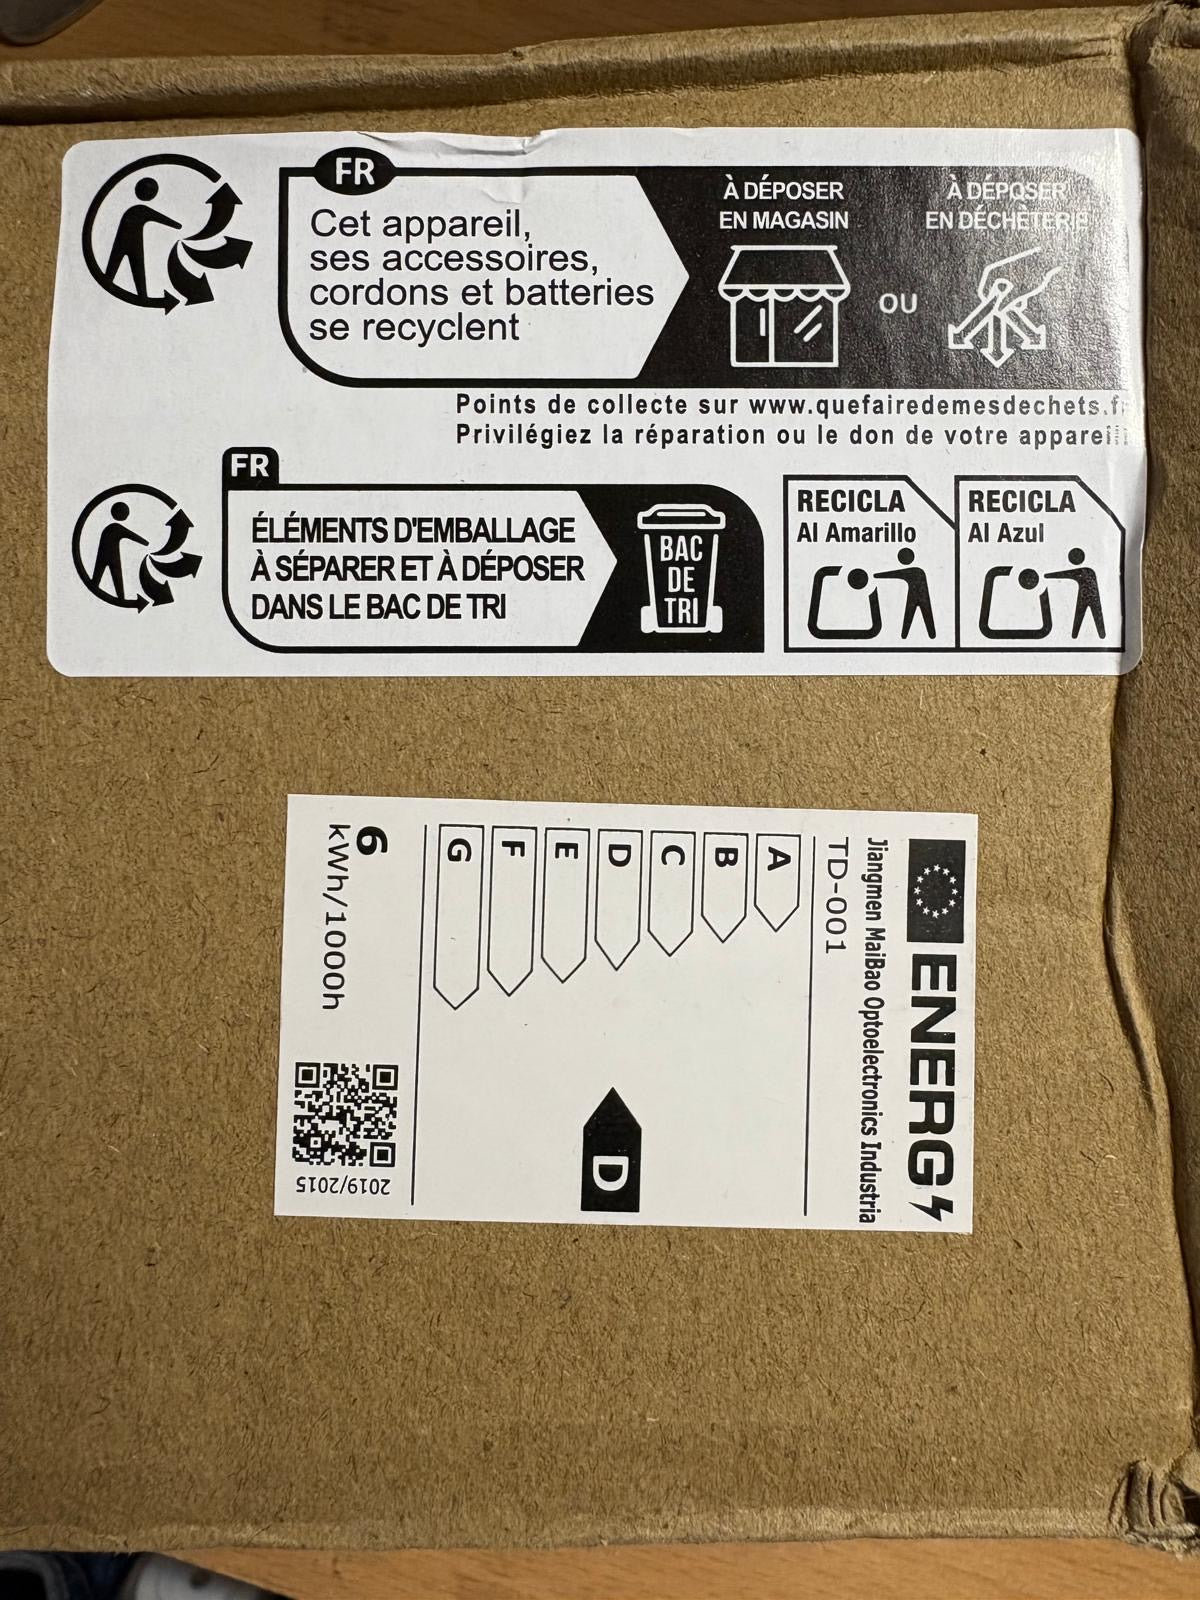 FR
Cet appareil,
ses accessoires,
cordons et batteries
se recyclent
À DÉPOSER
EN MAGASIN
OU
À DÉPOSER
EN DÉCHÈTERIE
Points de collecte sur www.quefairedemesdechets.fr
Privilégiez la réparation ou le don de votre appareil
FR
ÉLÉMENTS D'EMBALLAGE
À SÉPARER ET À DÉPOSER
DANS LE BAC DE TRI
BAC
DE
TRI
RECICLA
Al Amarillo
RECICLA
Al Azul
ENERG
Jiangmen MaiBao Optoelectronics Industria
TD-001
A
B
C
D
E
F
G
D
6
kWh/1000h
2019/2015